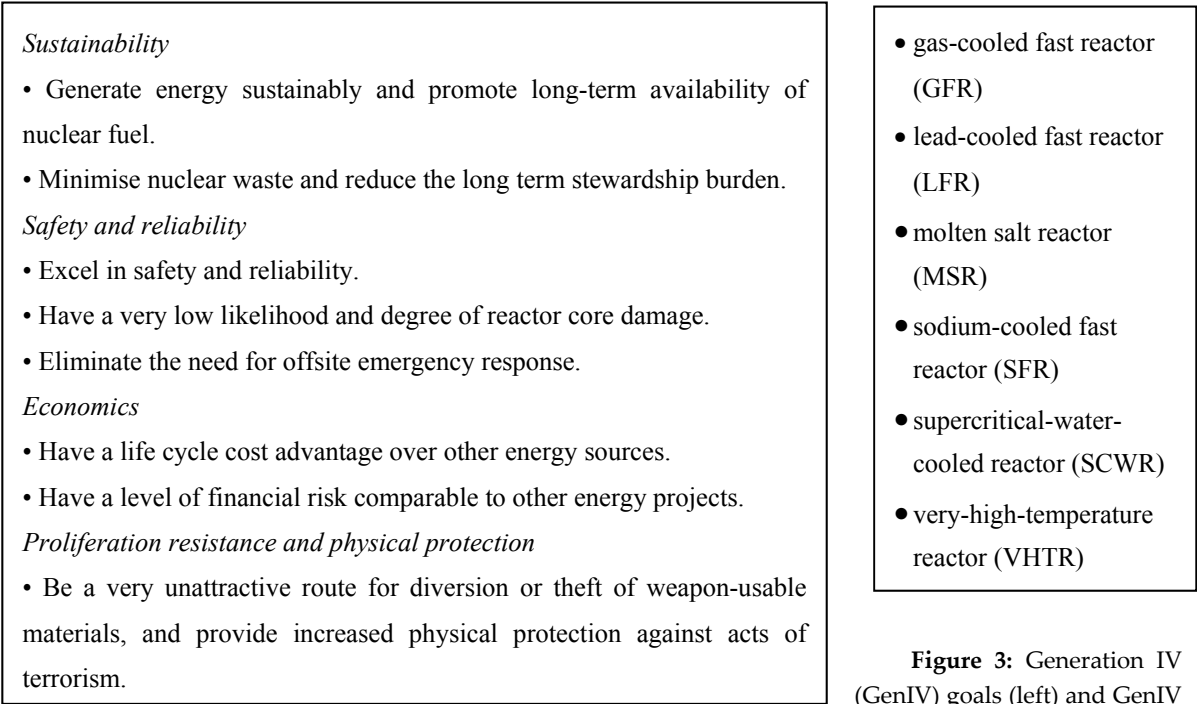 Sustainability
• Generate energy sustainably and promote long-term availability of
nuclear fuel.
• Minimise nuclear waste and reduce the long term stewardship burden.
Safety and reliability
• Excel in safety and reliability.
• Have a very low likelihood and degree of reactor core damage.
• Eliminate the need for offsite emergency response.
Economics
• Have a life cycle cost advantage over other energy sources.
• Have a level of financial risk comparable to other energy projects.
Proliferation resistance and physical protection
• Be a very unattractive route for diversion or theft of weapon-usable
materials, and provide increased physical protection against acts of
terrorism.
• gas-cooled fast reactor
(GFR)
• lead-cooled fast reactor
(LFR)
• molten salt reactor
(MSR)
• sodium-cooled fast
reactor (SFR)
• supercritical-water-
cooled reactor (SCWR)
• very-high-temperature
reactor (VHTR)
Figure 3: Generation IV
(GenIV) goals (left) and GenIV